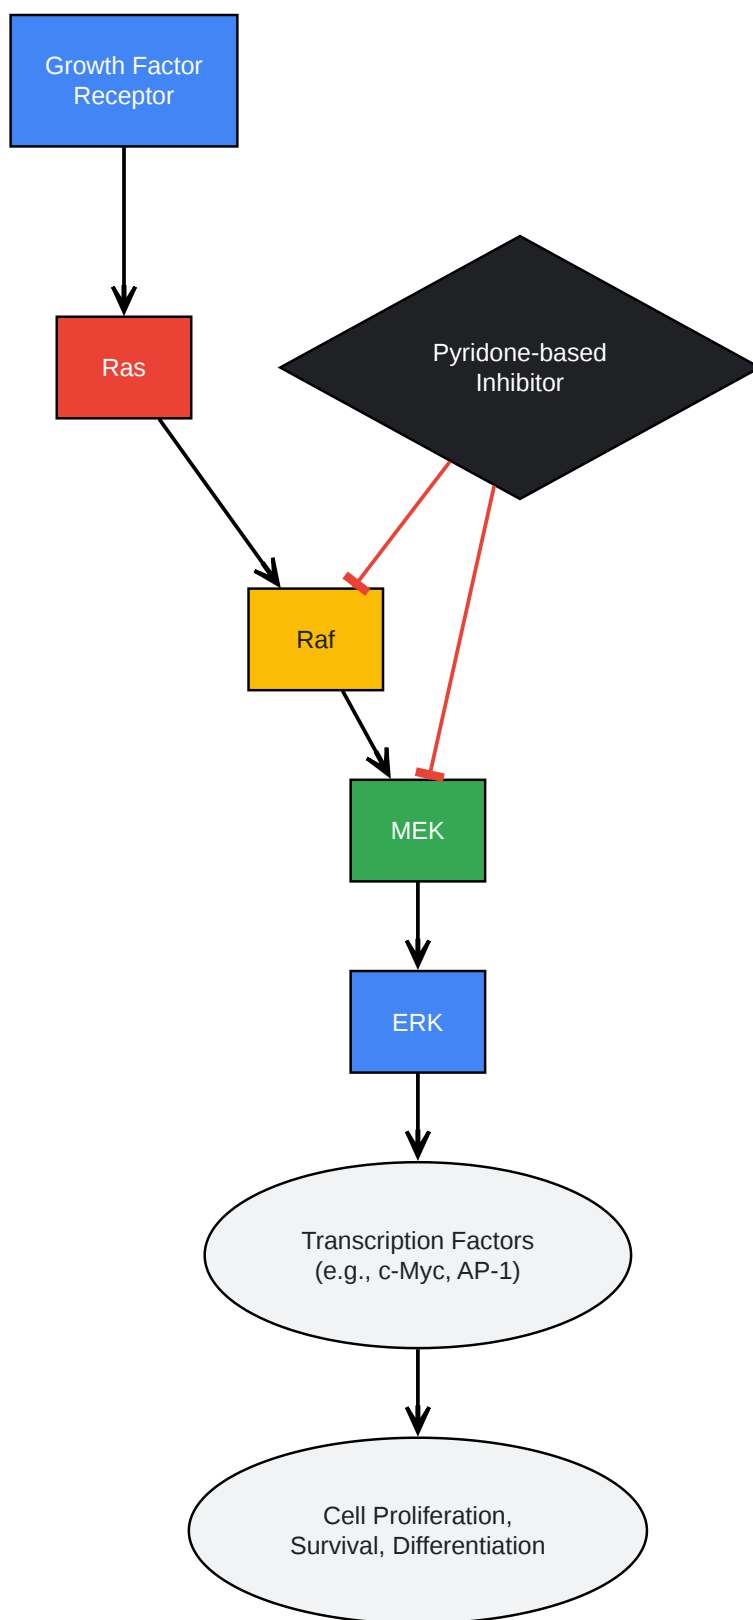 Growth Factor
Receptor
Ras
Pyridone-based
Inhibitor
Raf
MEK
ERK
Transcription Factors
(e.g., c-Myc, AP-1)
Cell Proliferation,
Survival, Differentiation